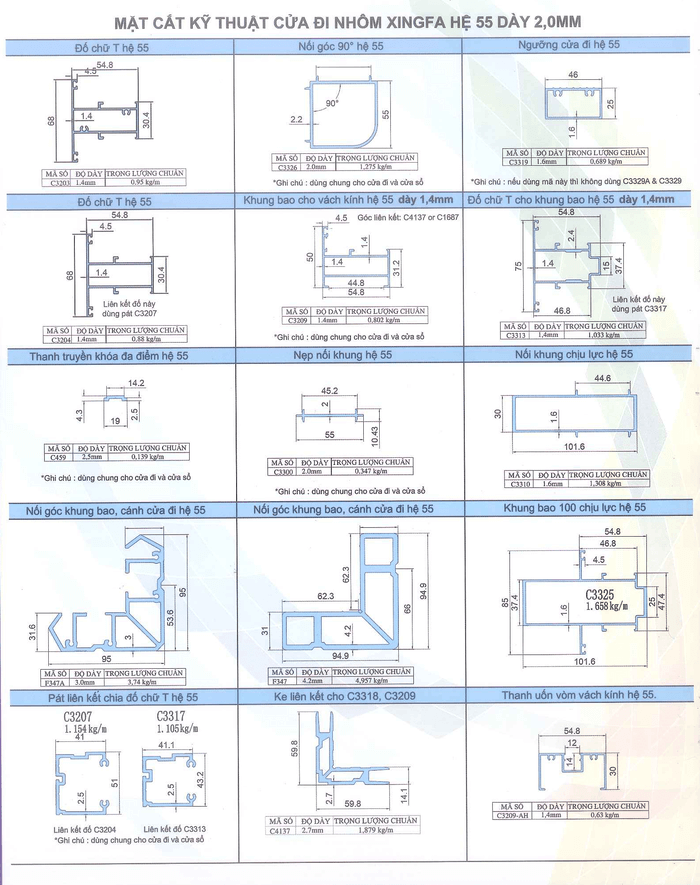 MẶT CẮT KỸ THUẬT CỬA ĐI NHÔM XINGFA HỆ 55 DÀY 2,0MM
Đố chữ T hệ 55
54.8
4.5
1.4
68
30.4
MÃ SỐ ĐỘ DÀY TRỌNG LƯỢNG CHUẨN
C3203 1.4mm 0,95 kg/m
Nối góc 90° hệ 55
90°
2.2
55
MÃ SỐ ĐỘ DÀY TRỌNG LƯỢNG CHUẨN
C3326 2.0mm 1,275 kg/m
*Ghi chú : dùng chung cho cửa đi và cửa sổ
Ngưỡng cửa đi hệ 55
46
25
1.6
MÃ SỐ ĐỘ DÀY TRỌNG LƯỢNG CHUẨN
C3319 1.6mm 0,689 kg/m
*Ghi chú : nếu dùng mã này thì không dùng C3329A & C3329
Đố chữ T hệ 55
54.8
4.5
68
1.4
30.4
Liên kết đố này
dùng pát C3207
MÃ SỐ ĐỘ DÀY TRỌNG LƯỢNG CHUẨN
C3204 1.4mm 0,88 kg/m
Khung bao cho vách kính hệ 55 dày 1,4mm
4.5 Góc liên kết: C4137 or C1687
1.4
50
1.4
31.2
44.8
54.8
MÃ SỐ ĐỘ DÀY TRỌNG LƯỢNG CHUẨN
C3209 1.4mm 0,802 kg/m
*Ghi chú : dùng chung cho cửa đi và cửa sổ
Đố chữ T cho khung bao hệ 55 dày 1,4mm
54.8
2.4
75
1.4
15
37.4
46.8
Liên kết đố này
dùng pát C3317
MÃ SỐ ĐỘ DÀY TRỌNG LƯỢNG CHUẨN
C3313 1,4mm 1,033 kg/m
Thanh truyền khóa đa điểm hệ 55
14.2
4.3
2.5
19
MÃ SỐ ĐỘ DÀY TRỌNG LƯỢNG CHUẨN
C459 2,5mm 0,139 kg/m
*Ghi chú : dùng chung cho cửa đi và cửa sổ
Nẹp nối khung hệ 55
45.2
2
55
10.43
MÃ SỐ ĐỘ DÀY TRỌNG LƯỢNG CHUẨN
C3300 2.0mm 0,347 kg/m
*Ghi chú : dùng chung cho cửa đi và cửa sổ
Nối khung chịu lực hệ 55
44.6
30
1.6
101.6
MÃ SỐ ĐỘ DÀY TRỌNG LƯỢNG CHUẨN
C3310 1.6mm 1,308 kg/m
Nối góc khung bao, cánh cửa đi hệ 55
95
53.6
31.6
3
95
MÃ SỐ ĐỘ DÀY TRỌNG LƯỢNG CHUẨN
F347A 3.0mm 3,74 kg/m
Nối góc khung bao, cánh cửa đi hệ 55
62.3
62.3
94.9
66
31
4.2
94.9
MÃ SỐ ĐỘ DÀY TRỌNG LƯỢNG CHUẨN
F347 4.2mm 4,957 kg/m
Khung bao 100 chịu lực hệ 55
54.8
46.8
4.5
85
37.4
C3325
1.658kg/m
1.6
25
47.4
101.6
Pát liên kết chia đố chữ T hệ 55
C3207
1.154kg/m
41
51
2.5
Liên kết đố C3204
C3317
1.105kg/m
41.1
43.2
2.5
Liên kết đố C3313
*Ghi chú : dùng chung cho cửa đi và cửa sổ
Ke liên kết cho C3318, C3209
59.8
2.7
59.8
14.1
MÃ SỐ ĐỘ DÀY TRỌNG LƯỢNG CHUẨN
C4137 2.7mm 1,879 kg/m
Thanh uốn vòm vách kính hệ 55.
54.8
12
14
30
MÃ SỐ ĐỘ DÀY TRỌNG LƯỢNG CHUẨN
C3209-AH 1,4mm 0,63 kg/m